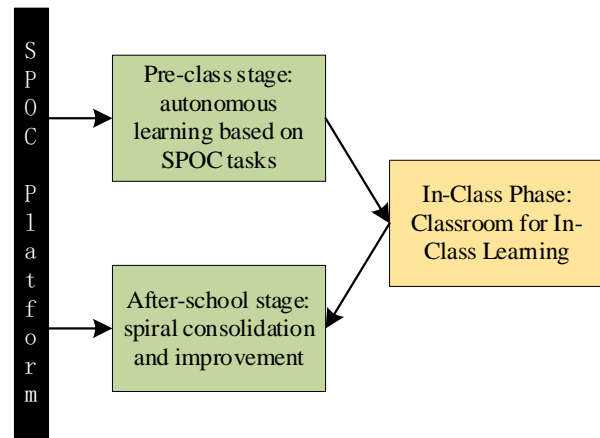 SPOC Platform
Pre-class stage:
autonomous
learning based on
SPOC tasks
In-Class Phase:
Classroom for In-
Class Learning
After-school stage:
spiral consolidation
and improvement